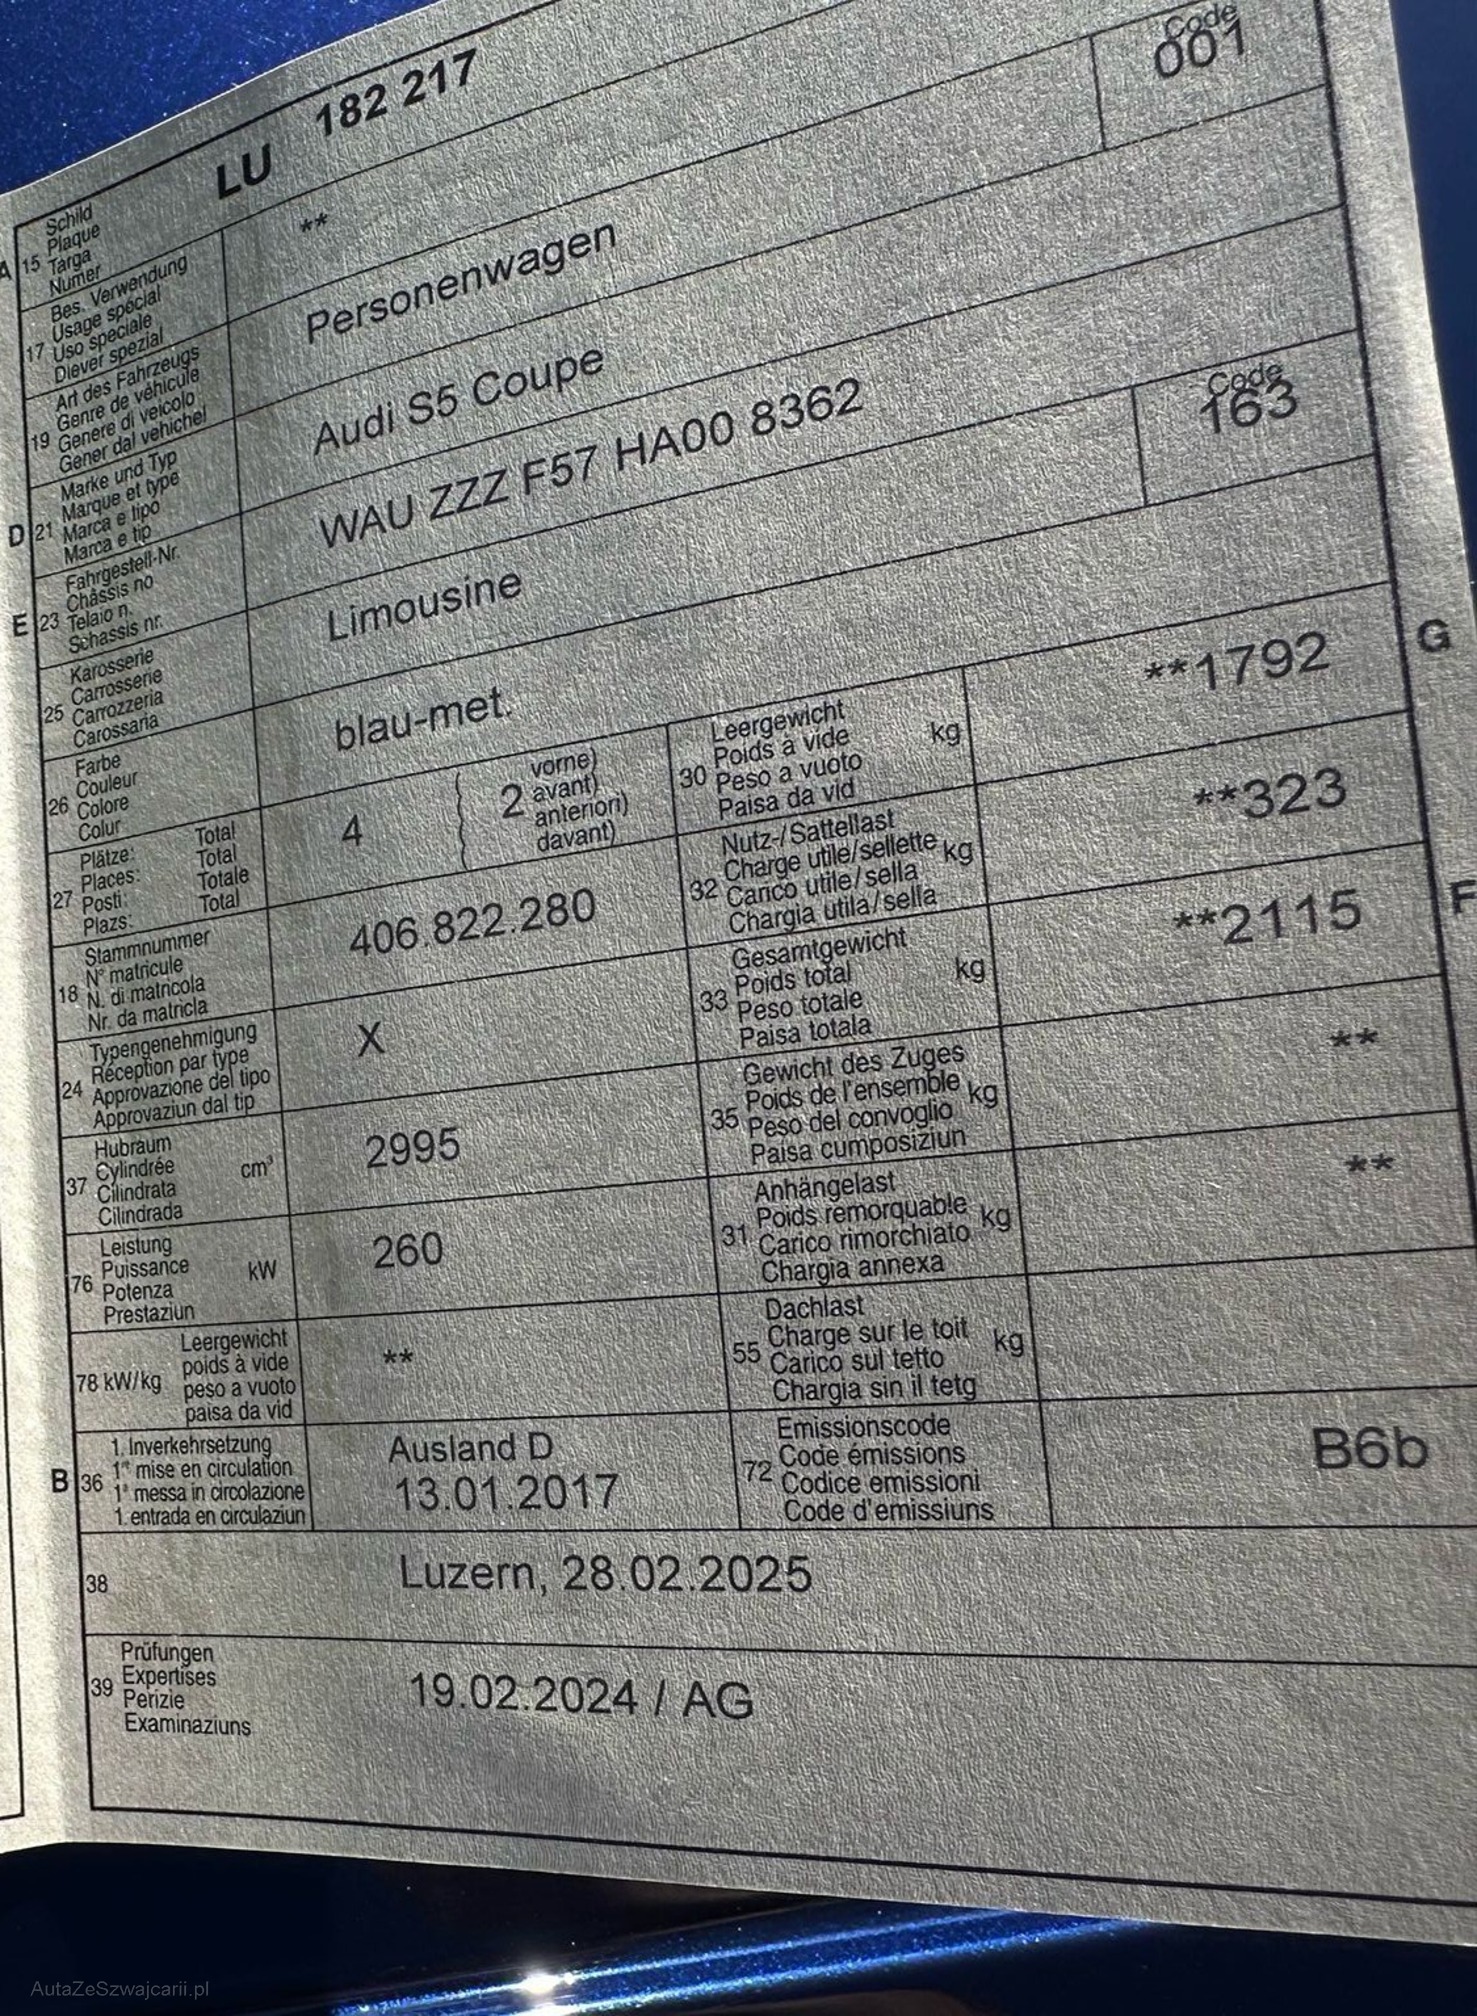 LU 182 217
A 15 Schild
Plaque
Targa
Numer
17 Bes. Verwendung
Usage spécial
Uso speciale
Diever spezial
**
19 Art des Fahrzeugs
Genre de véhicule
Genere di veicolo
Gener dal vehichel
Personenwagen
Code
001
D 21 Marke und Typ
Marque et type
Marca e tipo
Marca e tip
Audi S5 Coupe
E 23 Fahrgestell-Nr.
Châssis no
Telaio n.
Schassis nr.
WAU ZZZ F57 HA00 8362
25 Karosserie
Carrosserie
Carrozzeria
Carossaria
Limousine
Code
163
26 Farbe
Couleur
Colore
Colur
blau-met.
27 Plätze: Total
Places: Total
Posti: Totale
Plazs: Total
4
2 vorne)
avant)
anteriori)
davant)
18 Stammnummer
N° matricule
N. di matricola
Nr. da matricla
406.822.280
24 Typengenehmigung
Réception par type
Approvazione del tipo
Approvaziun dal tip
X
37 Hubraum
Cylindrée cm³
Cilindrata
Cilindrada
2995
76 Leistung
Puissance kW
Potenza
Prestaziun
260
78 kW/kg Leergewicht
poids à vide
peso a vuoto
paisa da vid
**
B 36 1. Inverkehrsetzung
1re mise en circulation
1a messa in circolazione
1. entrada en circulaziun
Ausland D
13.01.2017
30 Leergewicht
Poids à vide kg
Peso a vuoto
Paisa da vid
**1792
G
32 Nutz-/Sattellast
Charge utile/sellette kg
Carico utile/sella
Chargia utila/sella
**323
33 Gesamtgewicht
Poids total kg
Peso totale
Paisa totala
**2115
F
35 Gewicht des Zuges
Poids de l'ensemble kg
Peso del convoglio
Paisa cumposiziun
**
31 Anhängelast
Poids remorquable kg
Carico rimorchiato
Chargia annexa
**
55 Dachlast
Charge sur le toit kg
Carico sul tetto
Chargia sin il tetg
72 Emissionscode
Code émissions
Codice emissioni
Code d'emissiuns
B6b
38 Luzern, 28.02.2025
39 Prüfungen
Expertises
Perizie
Examinaziuns
19.02.2024 / AG
AutaZeSzwajcarii.pl